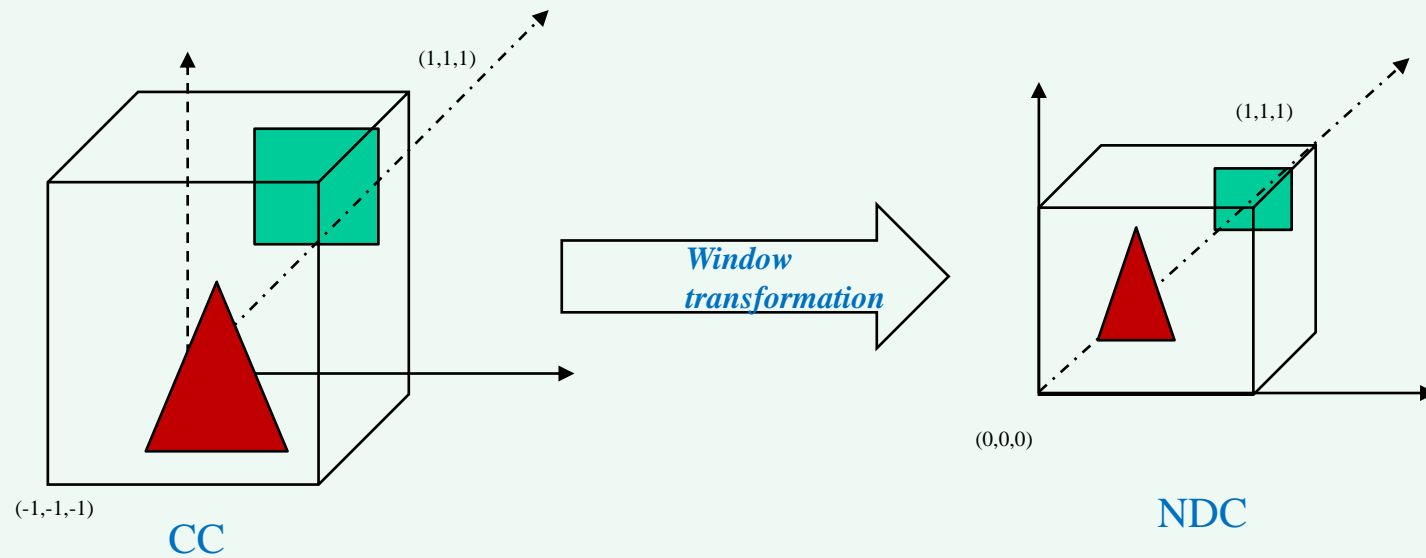 (1,1,1)
(-1,-1,-1)
CC
Window
transformation
(1,1,1)
(0,0,0)
NDC